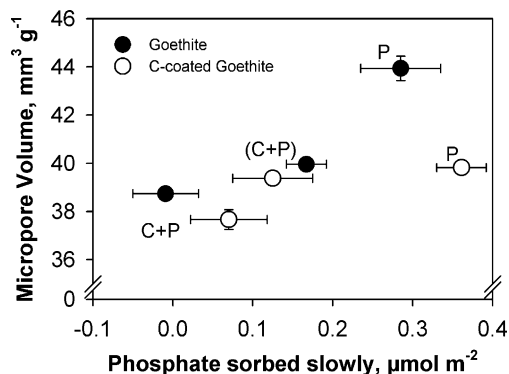 Goethite
C-coated Goethite
P
(C+P)
P
C+P
46
44
42
40
38
36
0
-0.1 0.0 0.1 0.2 0.3 0.4
Micropore Volume, mm³ g⁻¹
Phosphate sorbed slowly, µmol m⁻²